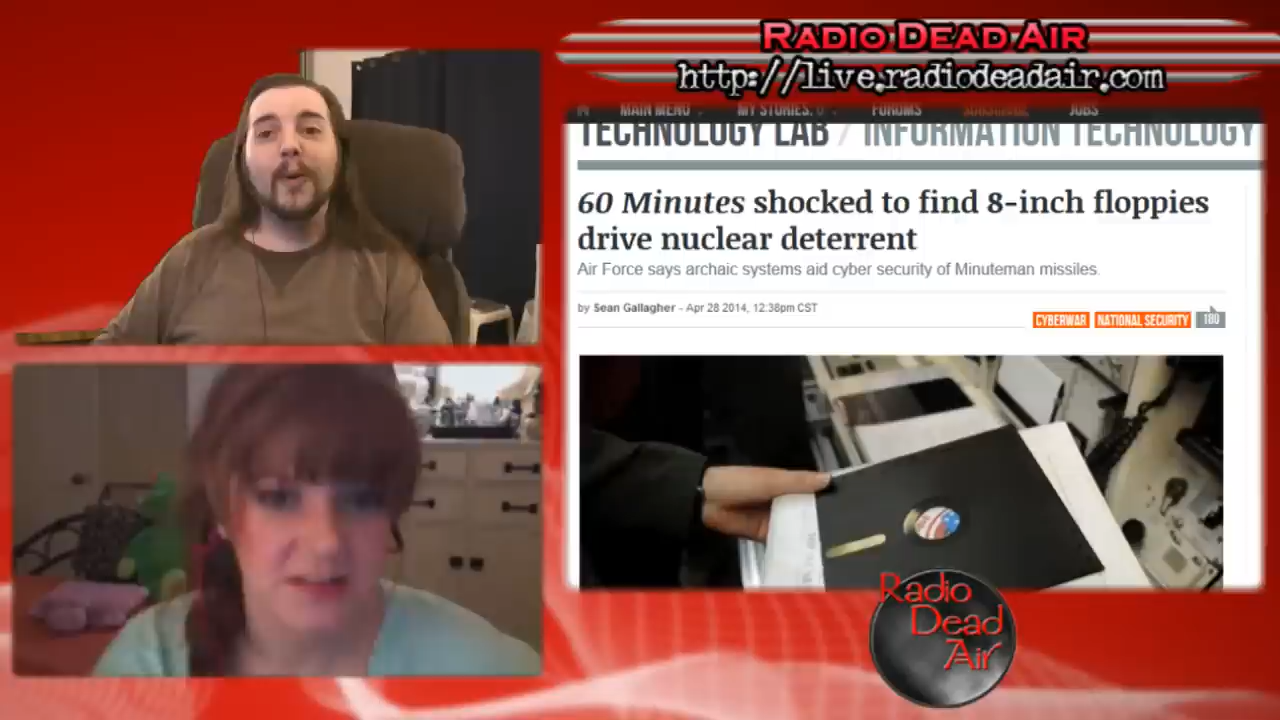 RADIO DEAD AIR
http://live.radiodeadair.com
MAIN MENU MY STORIES: 0 FORUMS SUBSCRIBE JOBS
TECHNOLOGY LAB / INFORMATION TECHNOLOGY
60 Minutes shocked to find 8-inch floppies
drive nuclear deterrent
Air Force says archaic systems aid cyber security of Minuteman missiles.
by Sean Gallagher - Apr 28 2014, 12:38pm CST
CYBERWAR NATIONAL SECURITY 180
Radio
Dead
Air